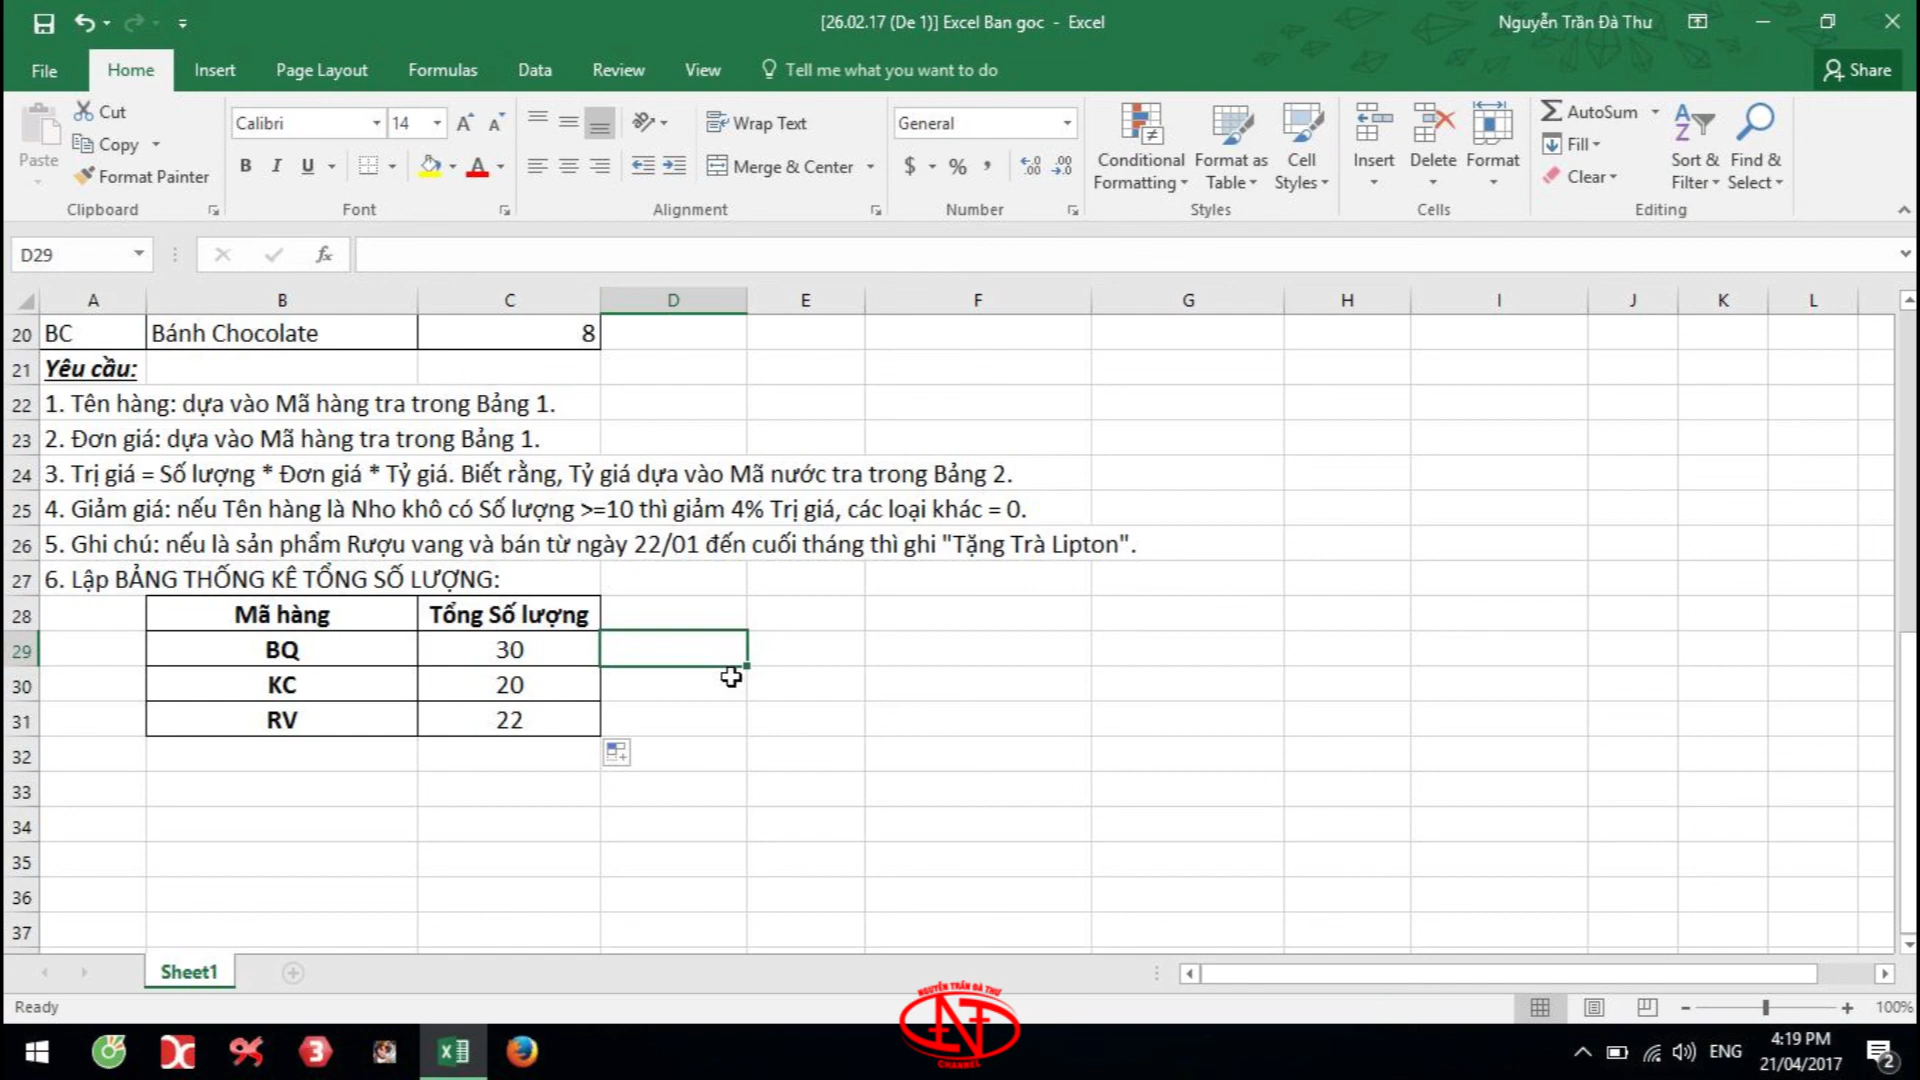 [26.02.17 (De 1)] Excel Ban goc - Excel
Nguyễn Trần Đà Thư
File Home Insert Page Layout Formulas Data Review View Tell me what you want to do Share
Paste
Cut
Copy
Format Painter
Clipboard
Calibri 14
B I U
Font
Wrap Text
Merge & Center
Alignment
General
$ % ,
Number
Conditional Formatting
Format as Table
Cell Styles
Styles
Insert Delete Format
Cells
AutoSum
Fill
Clear
Sort & Filter
Find & Select
Editing
D29 fx
A B C D E F G H I J K L
20 BC Bánh Chocolate 8
21 Yêu cầu:
22 1. Tên hàng: dựa vào Mã hàng tra trong Bảng 1.
23 2. Đơn giá: dựa vào Mã hàng tra trong Bảng 1.
24 3. Trị giá = Số lượng * Đơn giá * Tỷ giá. Biết rằng, Tỷ giá dựa vào Mã nước tra trong Bảng 2.
25 4. Giảm giá: nếu Tên hàng là Nho khô có Số lượng >=10 thì giảm 4% Trị giá, các loại khác = 0.
26 5. Ghi chú: nếu là sản phẩm Rượu vang và bán từ ngày 22/01 đến cuối tháng thì ghi "Tặng Trà Lipton".
27 6. Lập BẢNG THỐNG KÊ TỔNG SỐ LƯỢNG:
28 Mã hàng Tổng Số lượng
29 BQ 30
30 KC 20
31 RV 22
32
33
34
35
36
37
Sheet1
Ready
100%
NGUYỄN TRẦN ĐÀ THƯ
CHANNEL
ENG
4:19 PM
21/04/2017
2